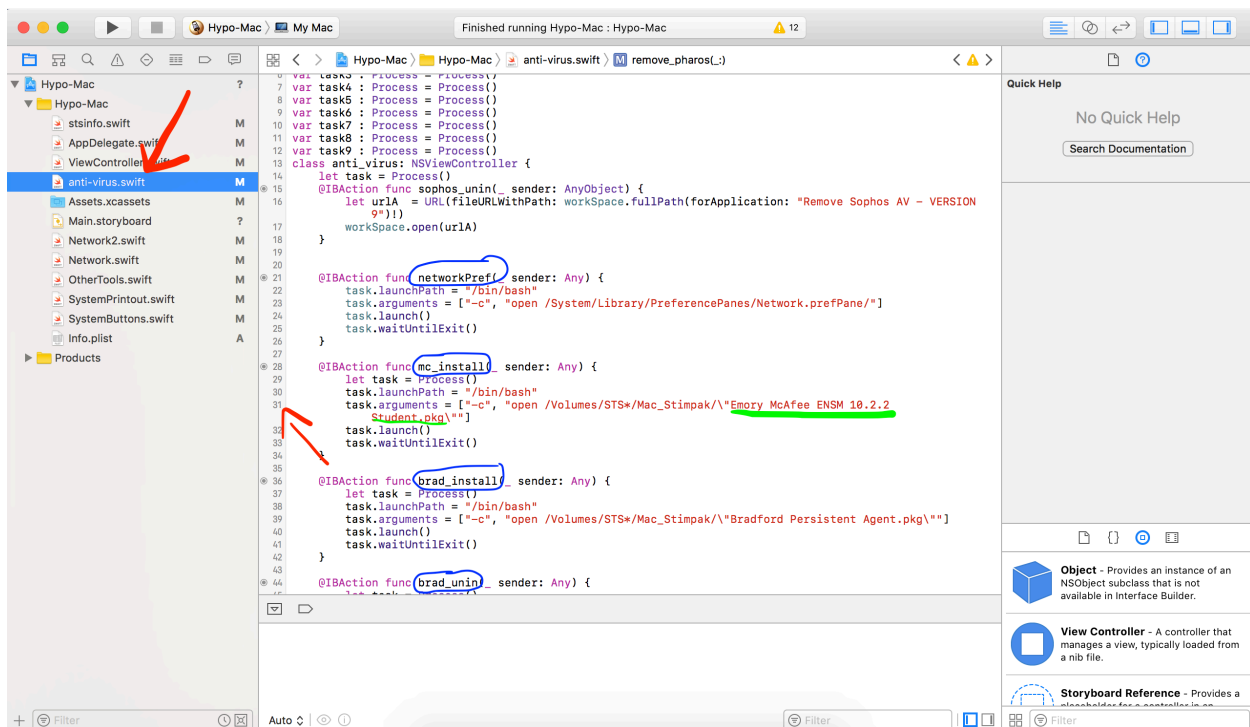 Hypo-Mac 〉 My Mac
Finished running Hypo-Mac : Hypo-Mac
12
Hypo-Mac 〉 Hypo-Mac 〉 anti-virus.swift 〉 M remove_pharos(_:)
Hypo-Mac ?
Hypo-Mac
stsinfo.swift M
AppDelegate.swift M
ViewController.swift M
anti-virus.swift M
Assets.xcassets M
Main.storyboard ?
Network2.swift M
Network.swift M
OtherTools.swift M
SystemPrintout.swift M
SystemButtons.swift M
Info.plist A
Products
Filter
6 var task3 : Process = Process()
7 var task4 : Process = Process()
8 var task5 : Process = Process()
9 var task6 : Process = Process()
10 var task7 : Process = Process()
11 var task8 : Process = Process()
12 var task9 : Process = Process()
13 class anti_virus: NSViewController {
14 let task = Process()
15 @IBAction func sophos_unin(_ sender: AnyObject) {
16 let urlA  = URL(fileURLWithPath: workSpace.fullPath(forApplication: "Remove Sophos AV - VERSION
9")!)
17 workSpace.open(urlA)
18 }
19
20
21 @IBAction func networkPref(_ sender: Any) {
22 task.launchPath = "/bin/bash"
23 task.arguments = ["-c", "open /System/Library/PreferencePanes/Network.prefPane/"]
24 task.launch()
25 task.waitUntilExit()
26 }
27
28 @IBAction func mc_install(_ sender: Any) {
29 let task = Process()
30 task.launchPath = "/bin/bash"
31 task.arguments = ["-c", "open /Volumes/STS*/Mac_Stimpak/\"Emory McAfee ENSM 10.2.2
Student.pkg\""]
32 task.launch()
33 task.waitUntilExit()
34 }
35
36 @IBAction func brad_install(_ sender: Any) {
37 let task = Process()
38 task.launchPath = "/bin/bash"
39 task.arguments = ["-c", "open /Volumes/STS*/Mac_Stimpak/\"Bradford Persistent Agent.pkg\""]
40 task.launch()
41 task.waitUntilExit()
42 }
43
44 @IBAction func brad_unin(_ sender: Any) {
Auto
Filter
Quick Help
No Quick Help
Search Documentation
{}
Object - Provides an instance of an
NSObject subclass that is not
available in Interface Builder.
View Controller - A controller that
manages a view, typically loaded from
a nib file.
Storyboard Reference - Provides a
Filter